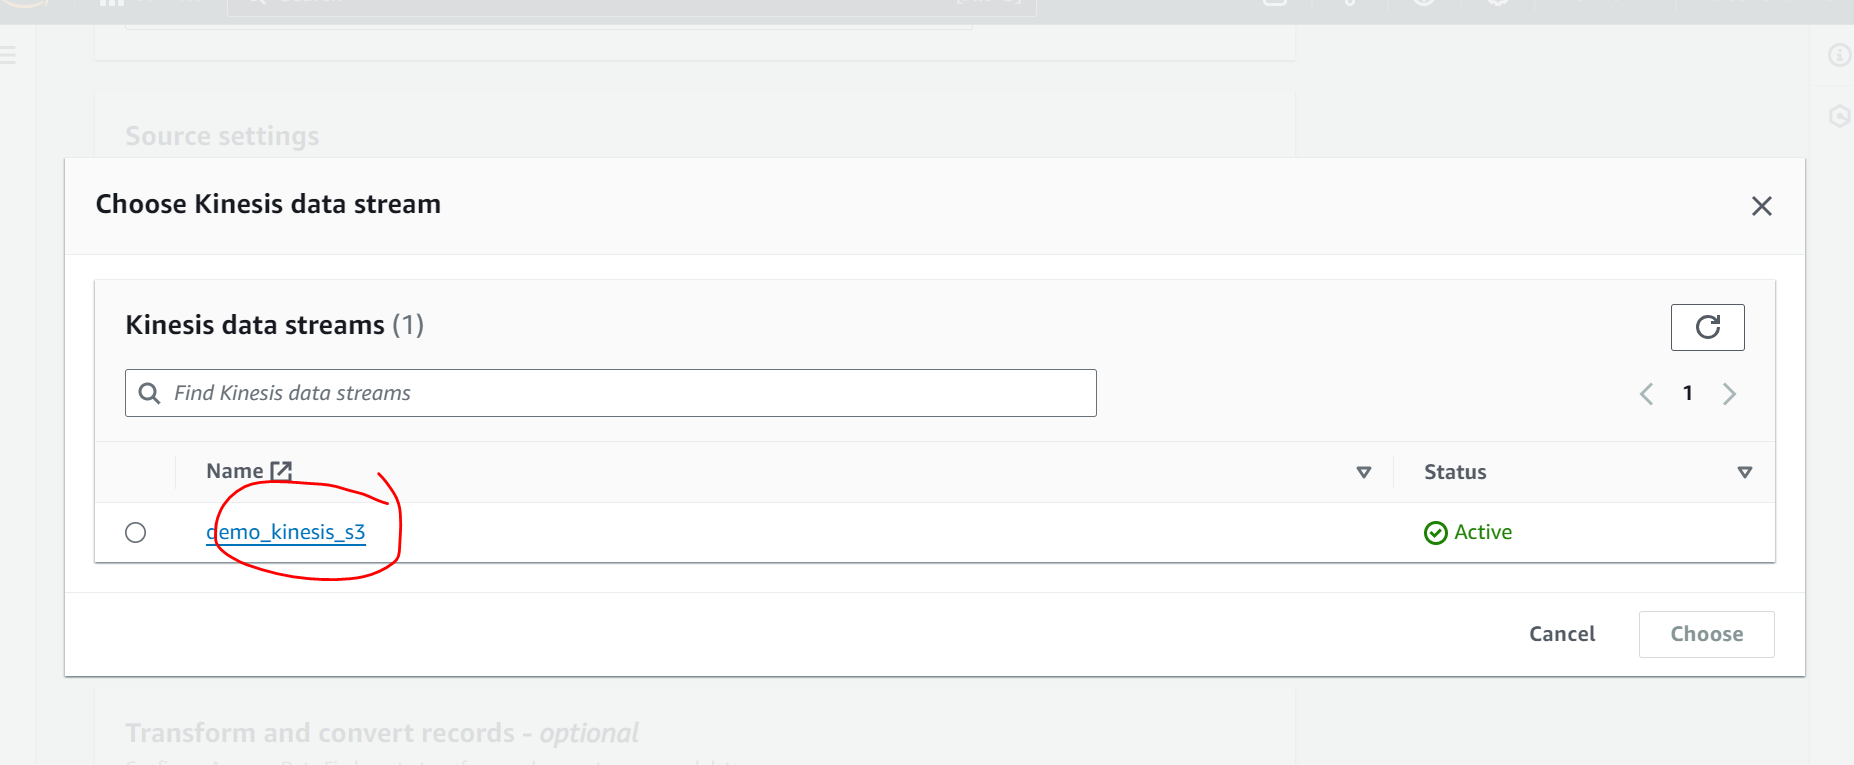 Source settings
Choose Kinesis data stream
Kinesis data streams (1)
Find Kinesis data streams
1
Name
Status
demo_kinesis_s3
Active
Cancel
Choose
Transform and convert records - optional